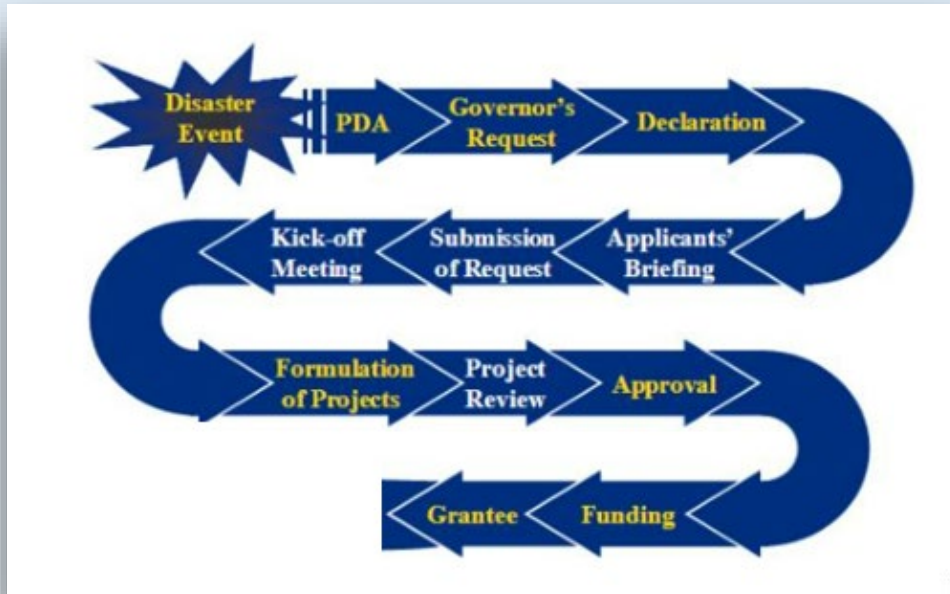 Disaster
Event
PDA
Governor's
Request
Declaration
Applicants'
Briefing
Submission
of Request
Kick-off
Meeting
Formulation
of Projects
Project
Review
Approval
Funding
Grantee